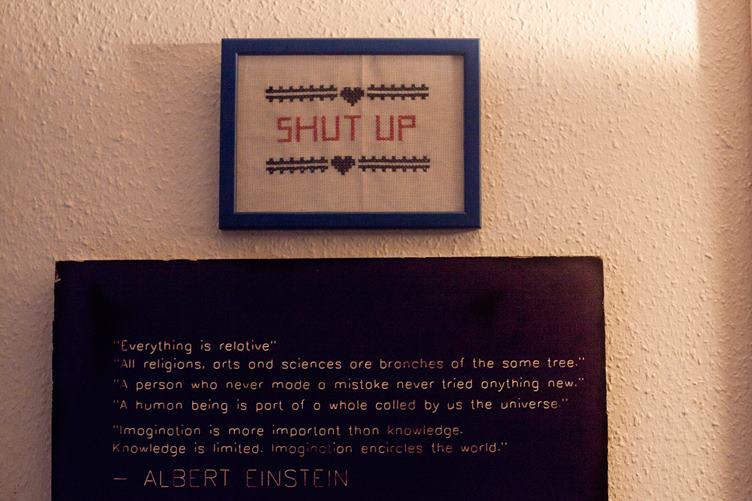 SHUT UP
"Everything is relative"
"All religions, arts and sciences are branches of the same tree."
"A person who never made a mistake never tried anything new."
"A human being is part of a whole called by us the universe."
"Imagination is more important than knowledge.
Knowledge is limited. Imagination encircles the world."
— ALBERT EINSTEIN